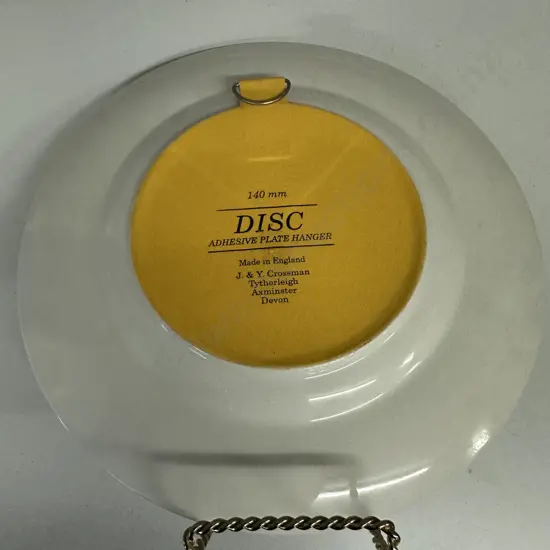 140 mm
DISC
ADHESIVE PLATE HANGER
Made in England
J. & Y. Crossman
Tytherleigh
Axminster
Devon